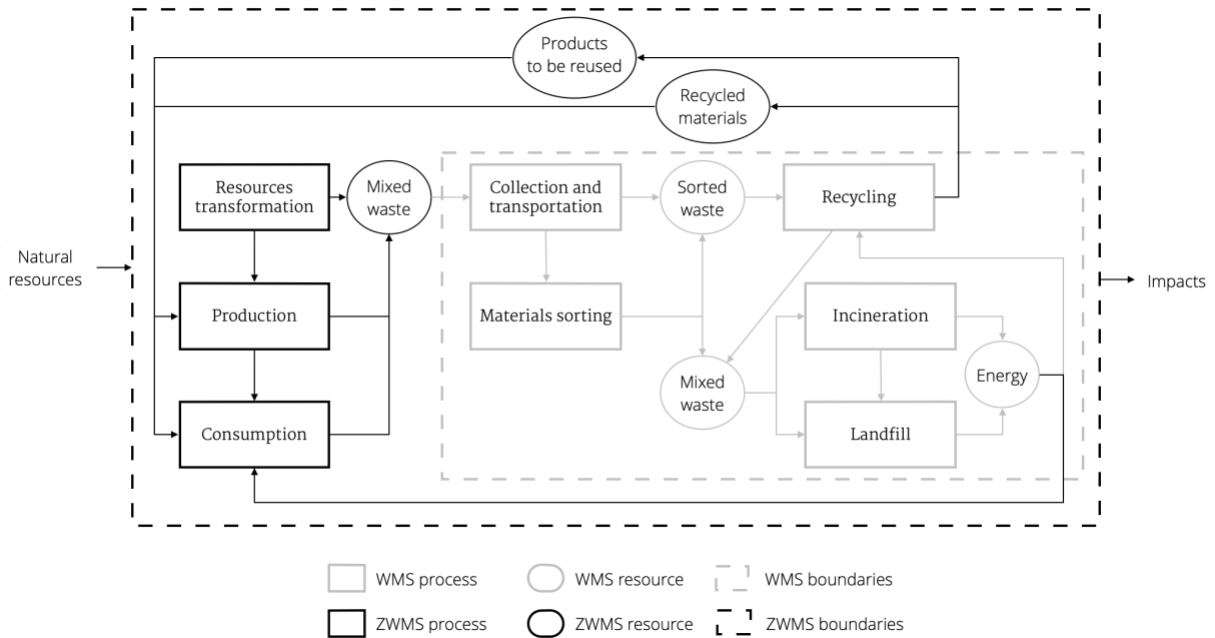 Products
to be reused
Recycled
materials
Resources
transformation
Mixed
waste
Collection and
transportation
Sorted
waste
Recycling
Natural
resources
Impacts
Production
Materials sorting
Incineration
Mixed
waste
Energy
Consumption
Landfill
WMS process
WMS resource
WMS boundaries
ZWMS process
ZWMS resource
ZWMS boundaries